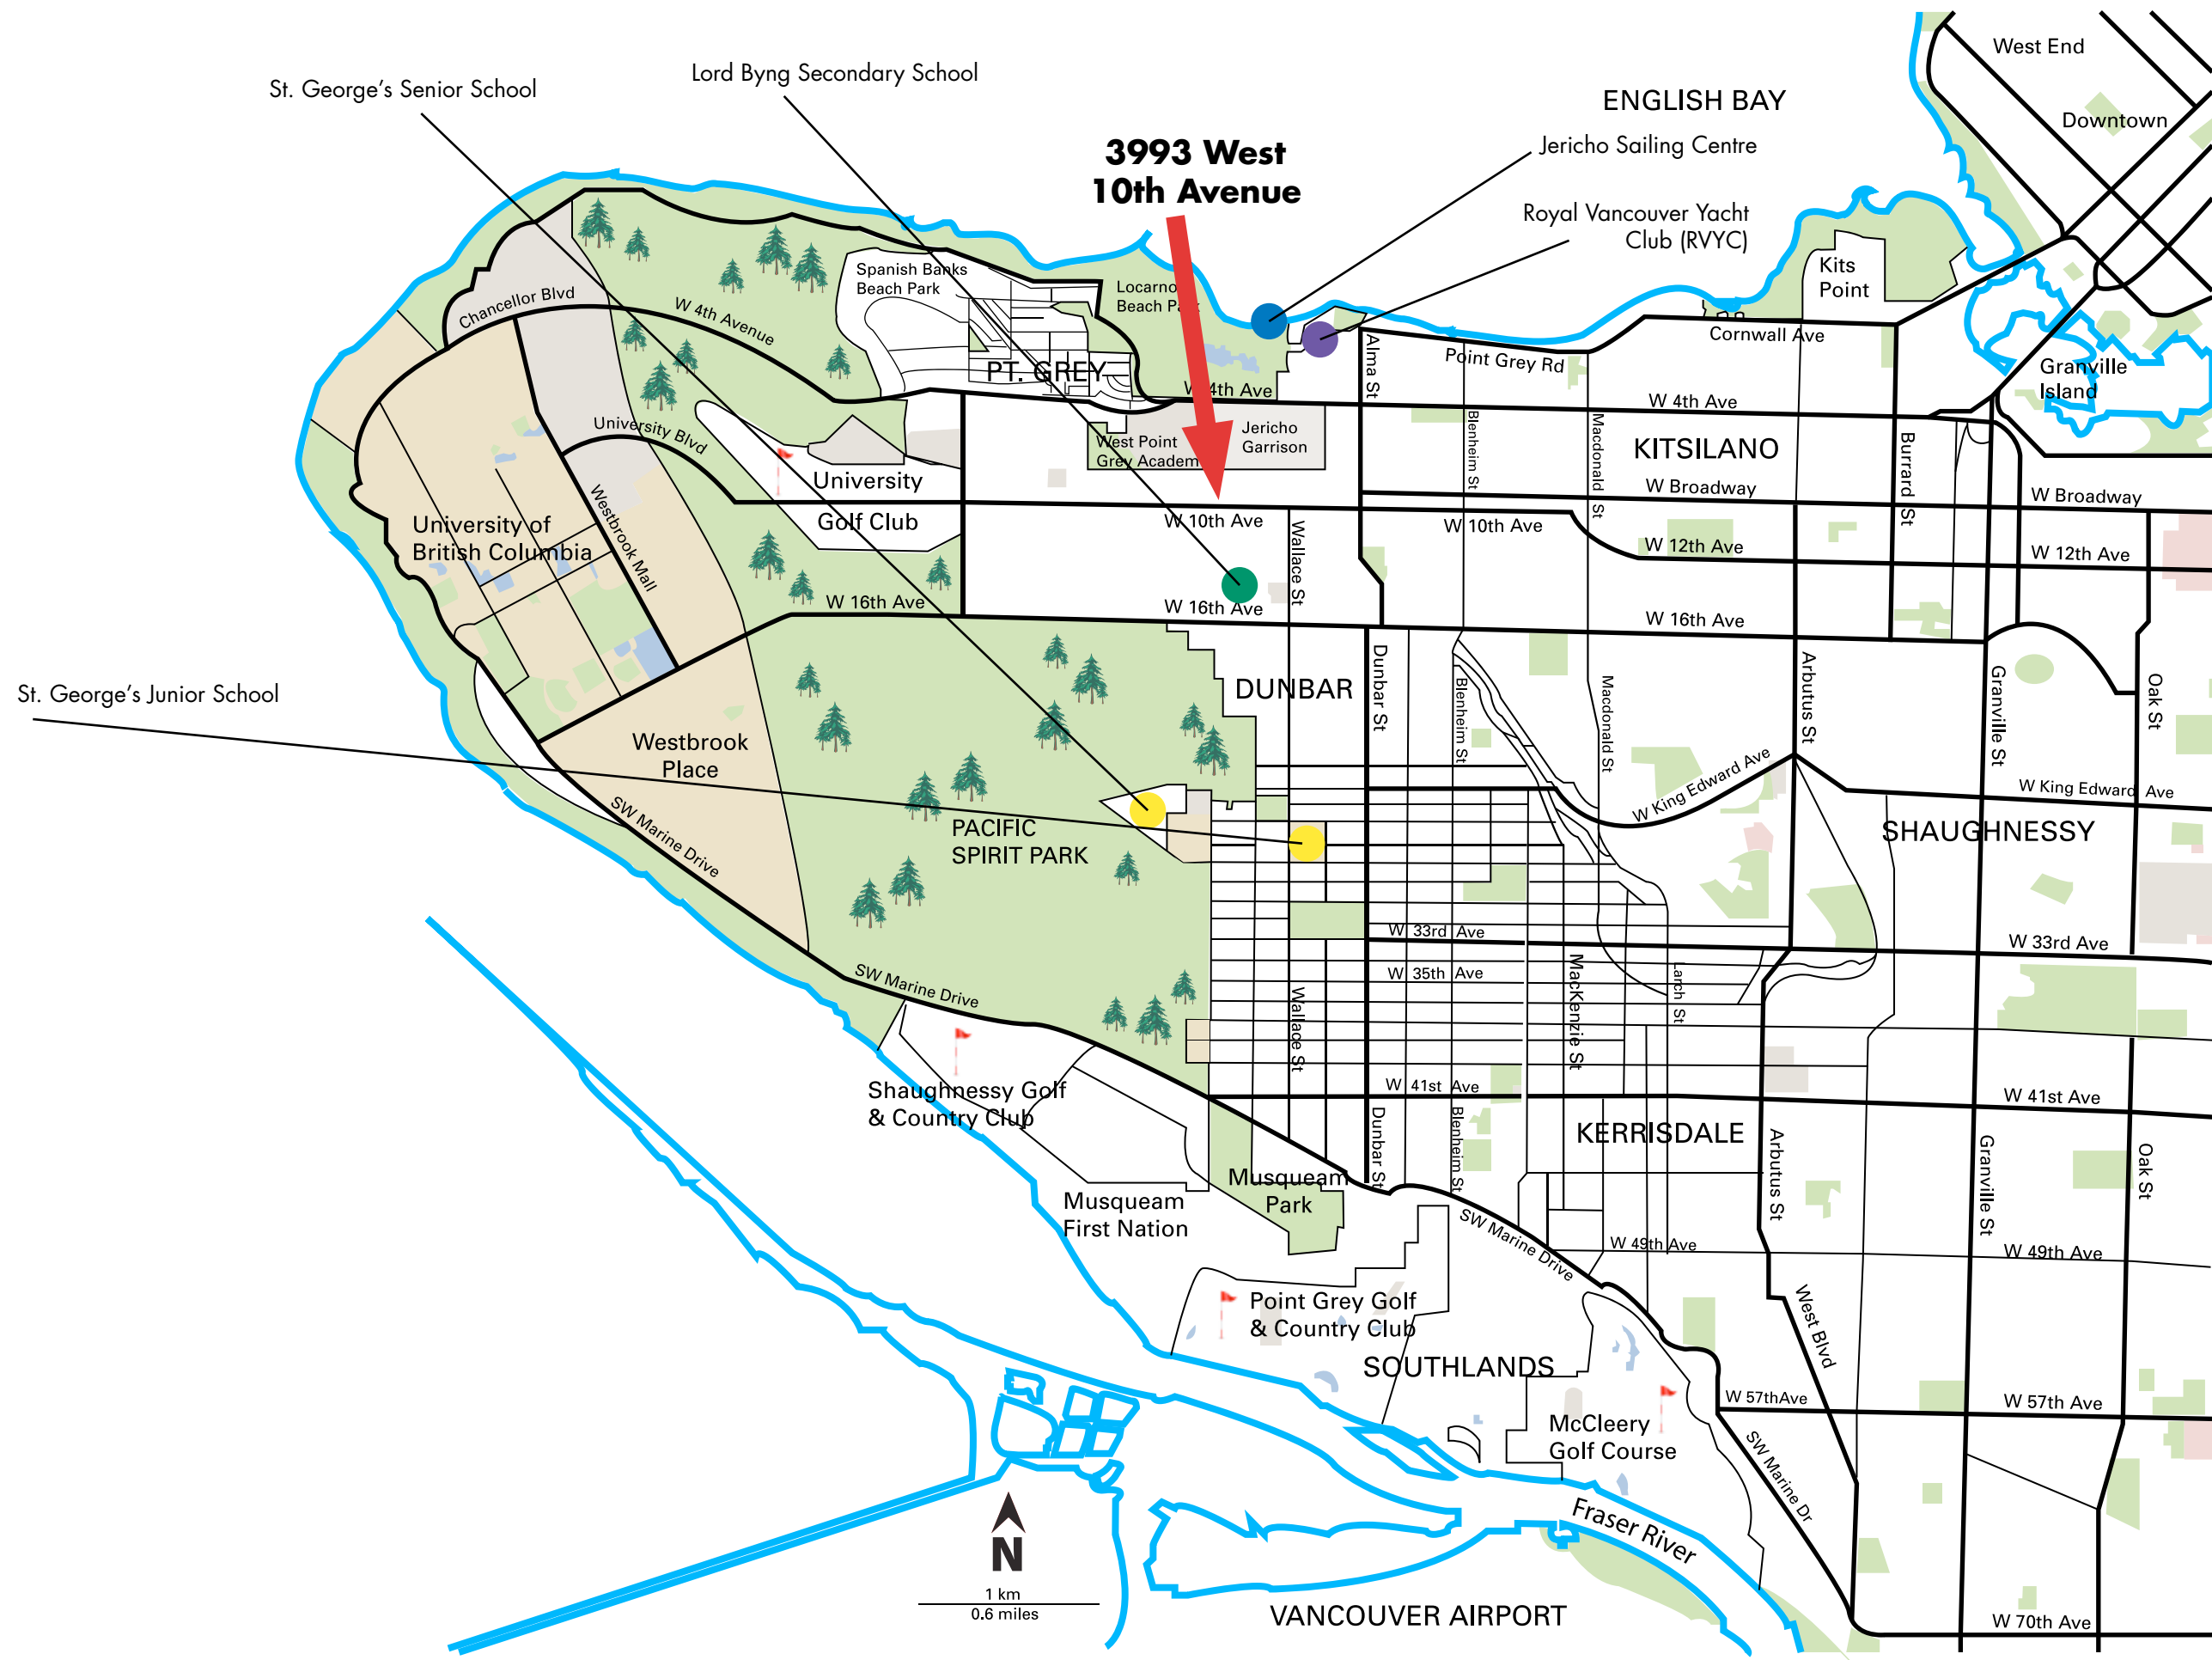 West End
Downtown
ENGLISH BAY
Lord Byng Secondary School
St. George's Senior School
3993 West
10th Avenue
Jericho Sailing Centre
Royal Vancouver Yacht
Club (RVYC)
Kits
Point
Spanish Banks
Beach Park
Locarno
Beach Park
Chancellor Blvd
W 4th Avenue
PT. GREY
W 4th Ave
Alma St
Point Grey Rd
Cornwall Ave
Granville
Island
W 4th Ave
University Blvd
West Point
Grey Academy
Jericho
Garrison
Blenheim St
Macdonald St
KITSILANO
Burrard St
University
Golf Club
W Broadway
W Broadway
University of
British Columbia
Westbrook Mall
W 10th Ave
Wallace St
W 10th Ave
W 12th Ave
W 12th Ave
W 16th Ave
W 16th Ave
W 16th Ave
St. George's Junior School
DUNBAR
Dunbar St
Blenheim St
Macdonald St
Arbutus St
Granville St
Oak St
Westbrook
Place
W King Edward Ave
W King Edward Ave
SW Marine Drive
PACIFIC
SPIRIT PARK
SHAUGHNESSY
W 33rd Ave
W 33rd Ave
SW Marine Drive
W 35th Ave
Wallace St
MacKenzie St
Larch St
Shaughnessy Golf
& Country Club
W 41st Ave
W 41st Ave
Dunbar St
Blenheim St
KERRISDALE
Arbutus St
Granville St
Oak St
Musqueam
Park
Musqueam
First Nation
SW Marine Drive
W 49th Ave
W 49th Ave
Point Grey Golf
& Country Club
West Blvd
SOUTHLANDS
W 57thAve
W 57th Ave
McCleery
Golf Course
SW Marine Dr
Fraser River
N
1 km
0.6 miles
VANCOUVER AIRPORT
W 70th Ave